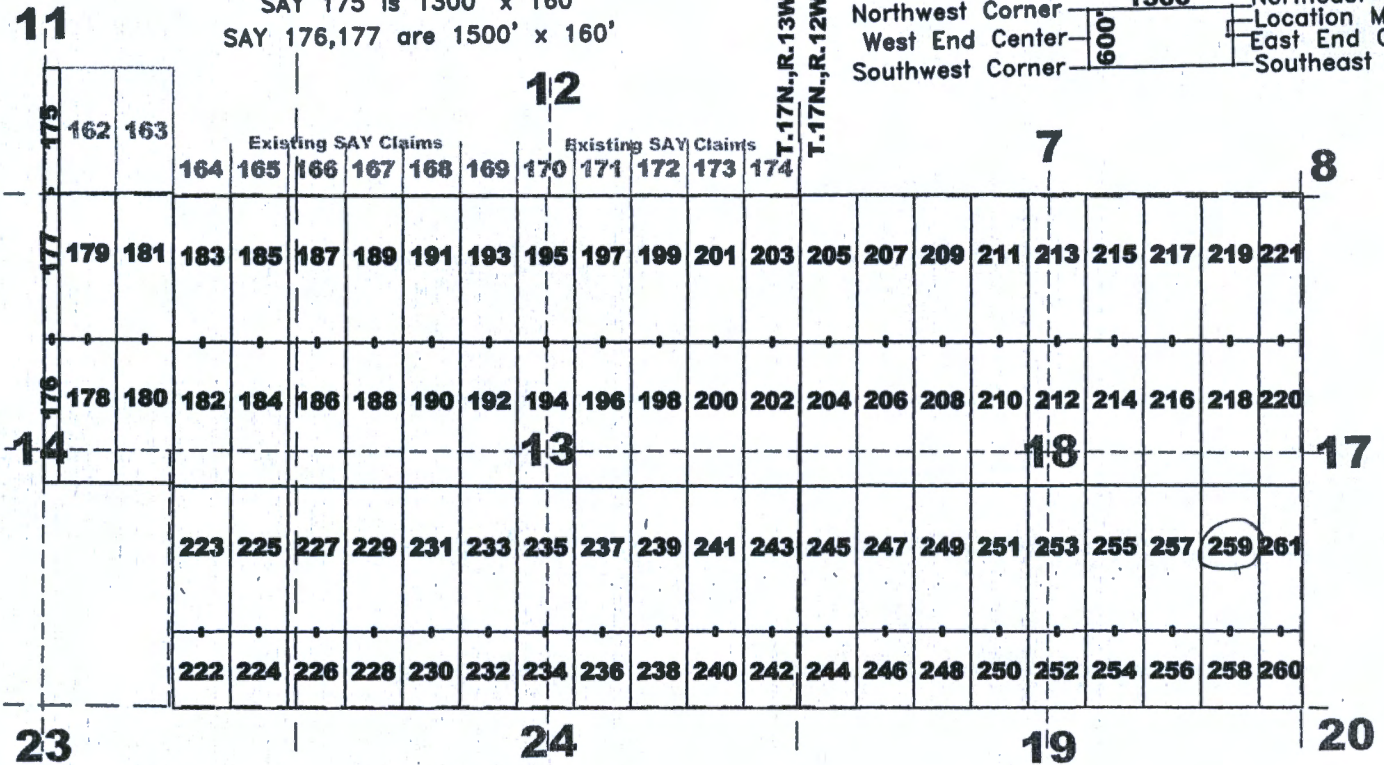 SAY 175 is 1300' x 160'
SAY 176,177 are 1500' x 160'
11
12
T.17N.,R.13W
T.17N.,R.12W
Northwest Corner
West End Center
Southwest Corner
600'
1500'
Location M
East End C
Southeast
7
8
175 162 163
Existing SAY Claims
Existing SAY Claims
164 165 166 167 168 169 170 171 172 173 174
177 179 181 183 185 187 189 191 193 195 197 199 201 203 205 207 209 211 213 215 217 219 221
176 178 180 182 184 186 188 190 192 194 196 198 200 202 204 206 208 210 212 214 216 218 220
14 13 18 17
223 225 227 229 231 233 235 237 239 241 243 245 247 249 251 253 255 257 259 261
222 224 226 228 230 232 234 236 238 240 242 244 246 248 250 252 254 256 258 260
23 24 19 20